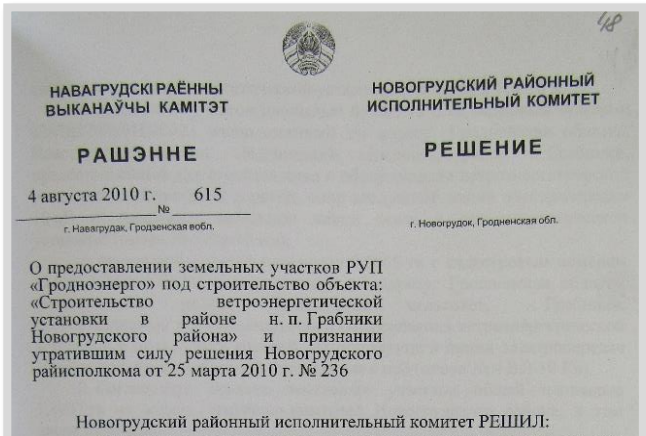 48
НАВАГРУДСКІ РАЁННЫ
ВЫКАНАЎЧЫ КАМІТЭТ
РАШЭННЕ
4 августа 2010 г. № 615
г. Навагрудак, Гродзенская вобл.
НОВОГРУДСКИЙ РАЙОННЫЙ
ИСПОЛНИТЕЛЬНЫЙ КОМИТЕТ
РЕШЕНИЕ
г. Новогрудок, Гродненская обл.
О предоставлении земельных участков РУП
«Гродноэнерго» под строительство объекта:
«Строительство ветроэнергетической
установки в районе н. п. Грабники
Новогрудского района» и признании
утратившим силу решения Новогрудского
райисполкома от 25 марта 2010 г. № 236
Новогрудский районный исполнительный комитет РЕШИЛ: